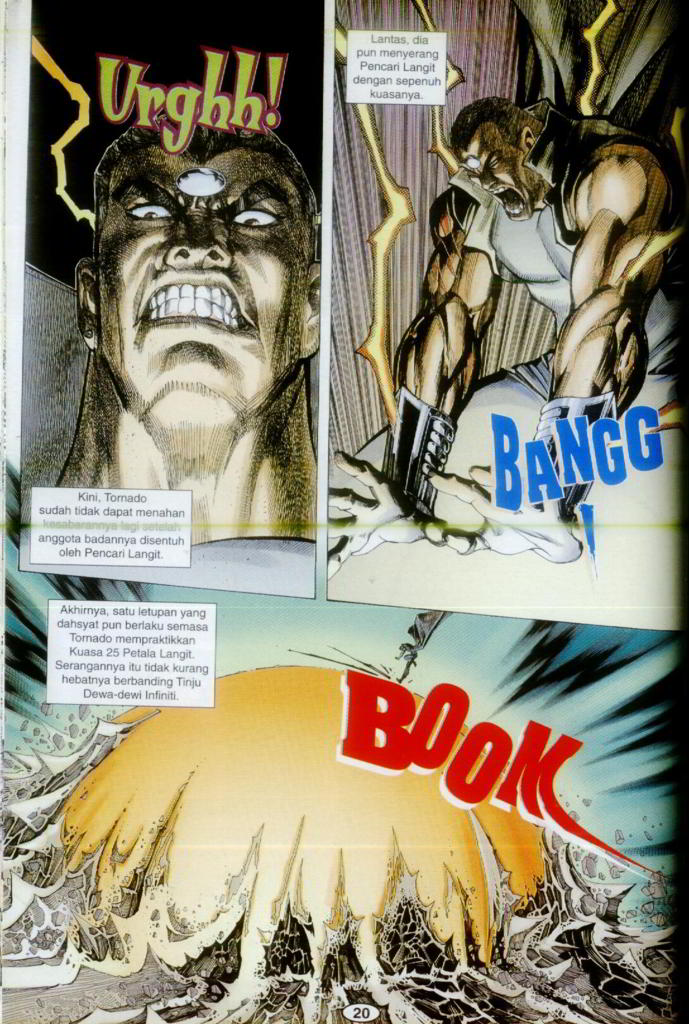 Urghh!
Lantas, dia
pun menyerang
Pencari Langit
dengan sepenuh
kuasanya.
BANGG
!
Kini, Tornado
sudah tidak dapat menahan
kesabarannya lagi setelah
anggota badannya disentuh
oleh Pencari Langit.
Akhirnya, satu letupan yang
dahsyat pun berlaku semasa
Tornado mempraktikkan
Kuasa 25 Petala Langit.
Serangannya itu tidak kurang
hebatnya berbanding Tinju
Dewa-dewi Infiniti.
BOOM
20